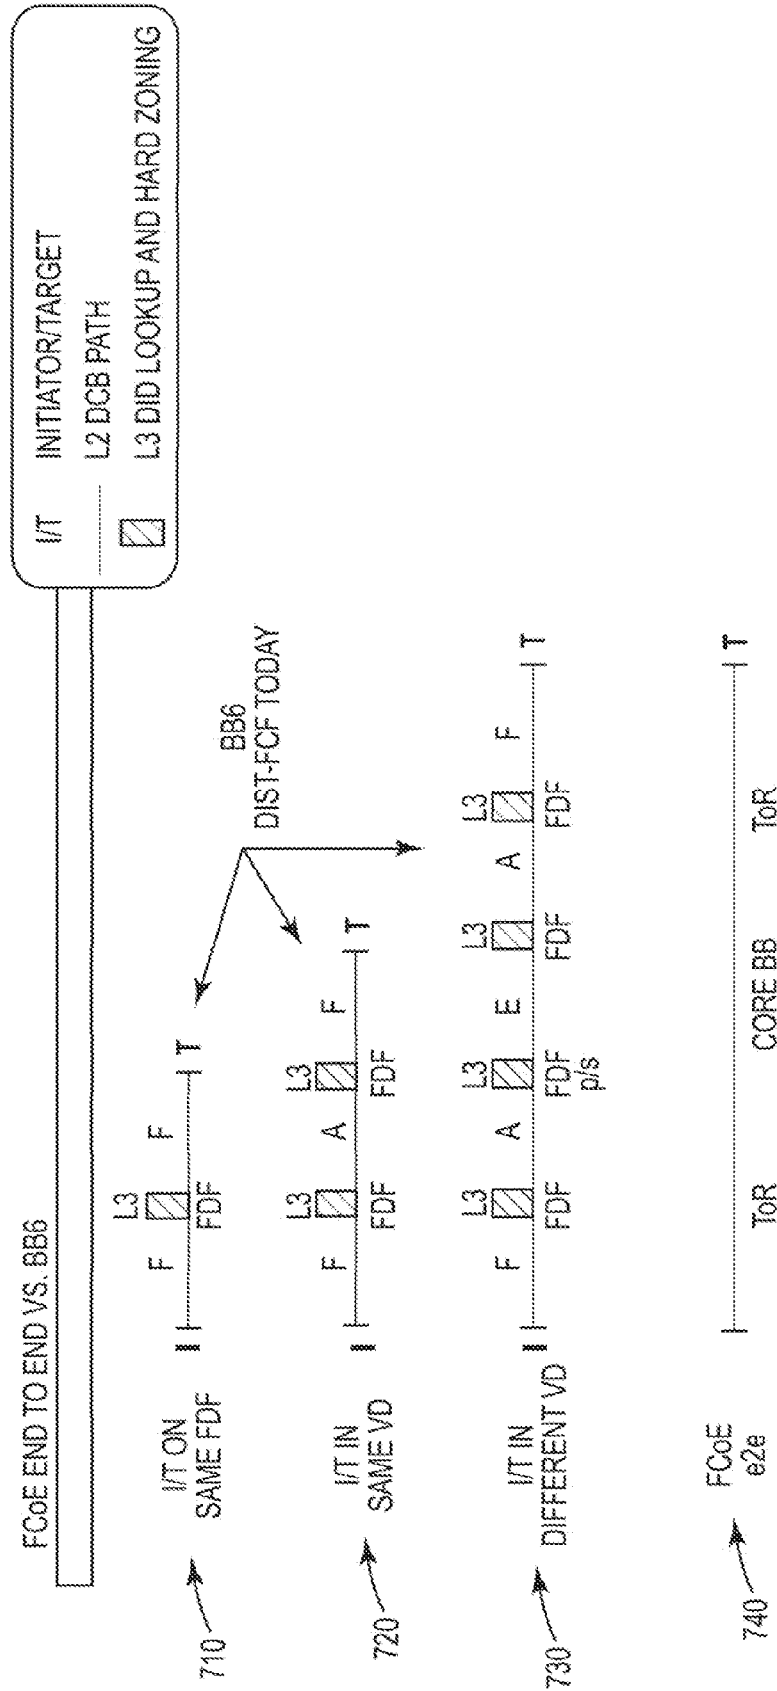 FCoE END TO END VS. BB6
I/T INITIATOR/TARGET
L2 DCB PATH
L3 DID LOOKUP AND HARD ZONING
BB6
DIST-FCF TODAY
710
I/T ON
SAME FDF
I F L3 F T
FDF
720
I/T IN
SAME VD
I F L3 A L3 F T
FDF FDF
730
I/T IN
DIFFERENT VD
I F L3 A L3 E L3 A L3 F T
FDF FDF FDF FDF
p/s
740
FCoE
e2e
I T
ToR CORE BB ToR